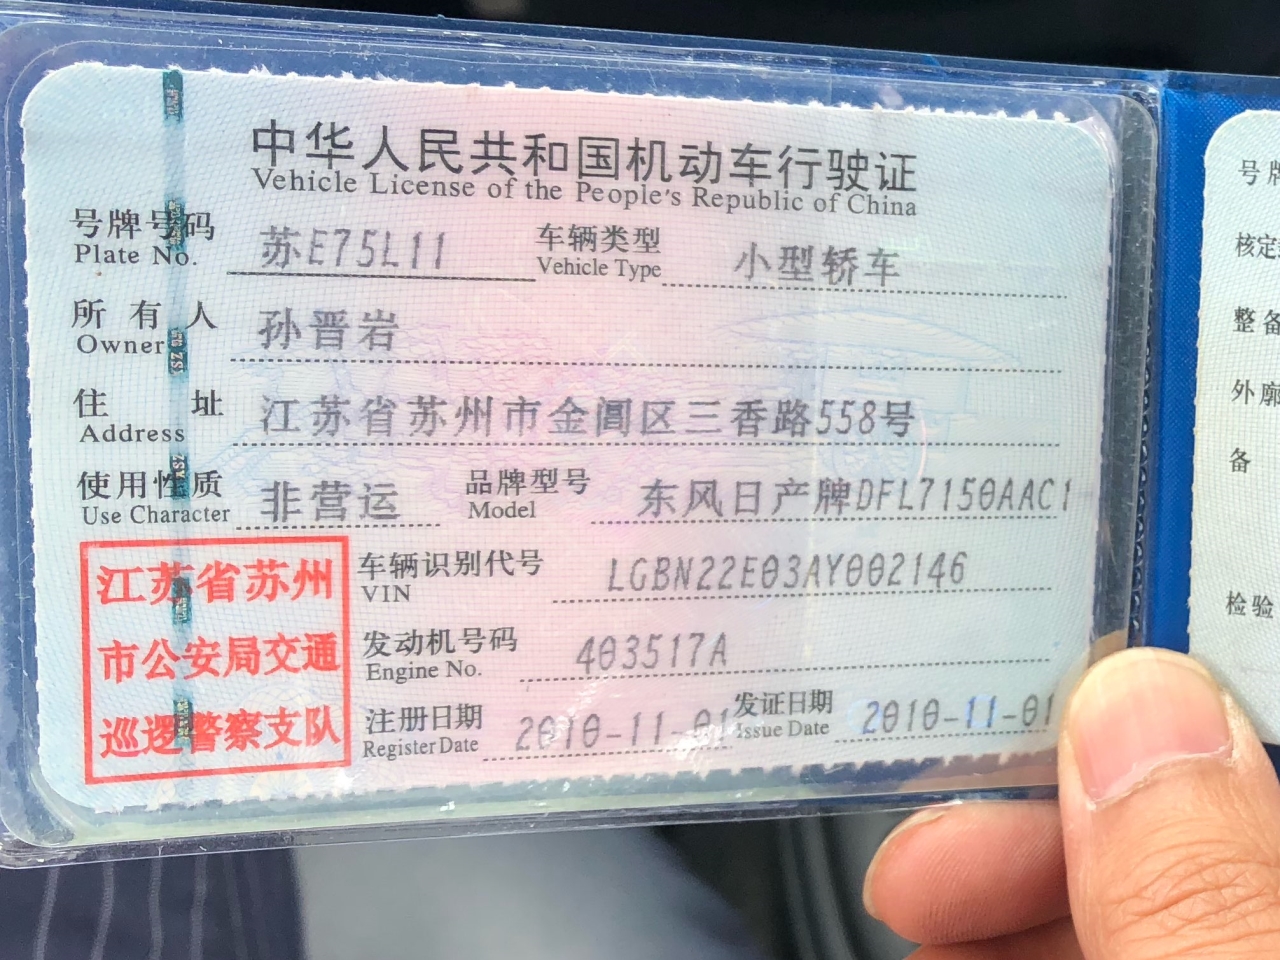 中华人民共和国机动车行驶证
Vehicle License of the People's Republic of China
号牌号码 苏E75L11 车辆类型 小型轿车
Plate No. Vehicle Type
所有人 孙晋岩
Owner
住址 江苏省苏州市金阊区三香路558号
Address
使用性质 非营运 品牌型号 东风日产牌DFL7150AAC1
Use Character Model
江苏省苏州
市公安局交通
巡逻警察支队
车辆识别代号 LGBN22E03AY002146
VIN
发动机号码 403517A
Engine No.
注册日期 2010-11-01 发证日期 2010-11-01
Register Date Issue Date
号牌
核定
整备
外廓
备
检验